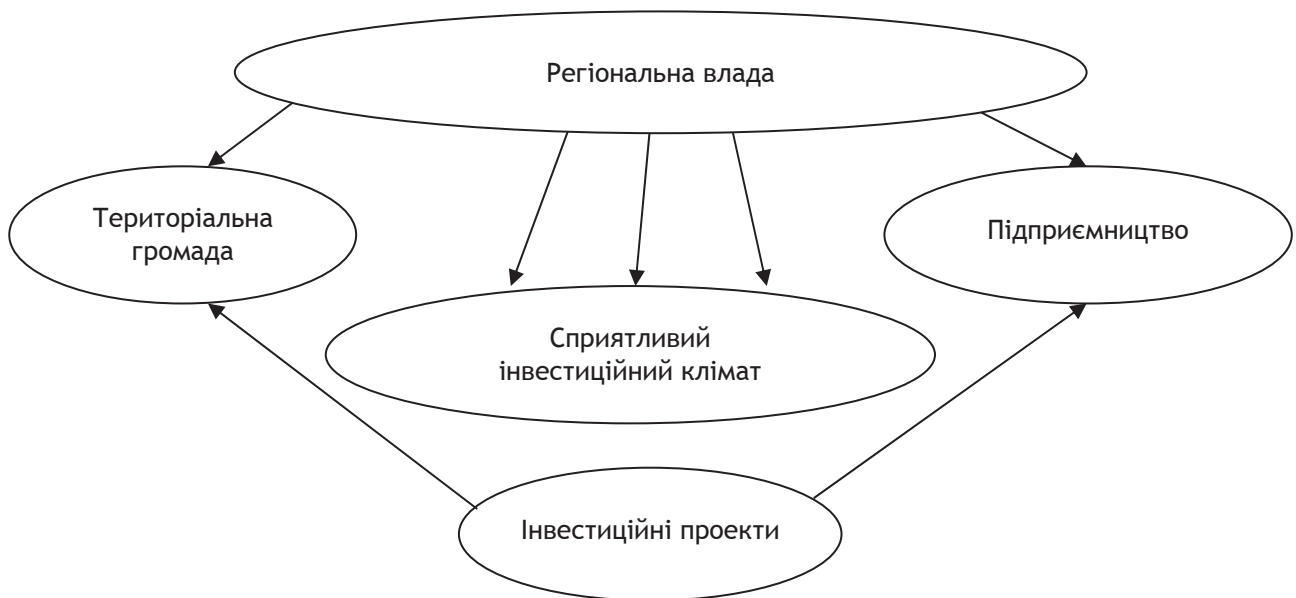 Регіональна влада
Територіальна
громада
Підприємництво
Сприятливий
інвестиційний клімат
Інвестиційні проекти